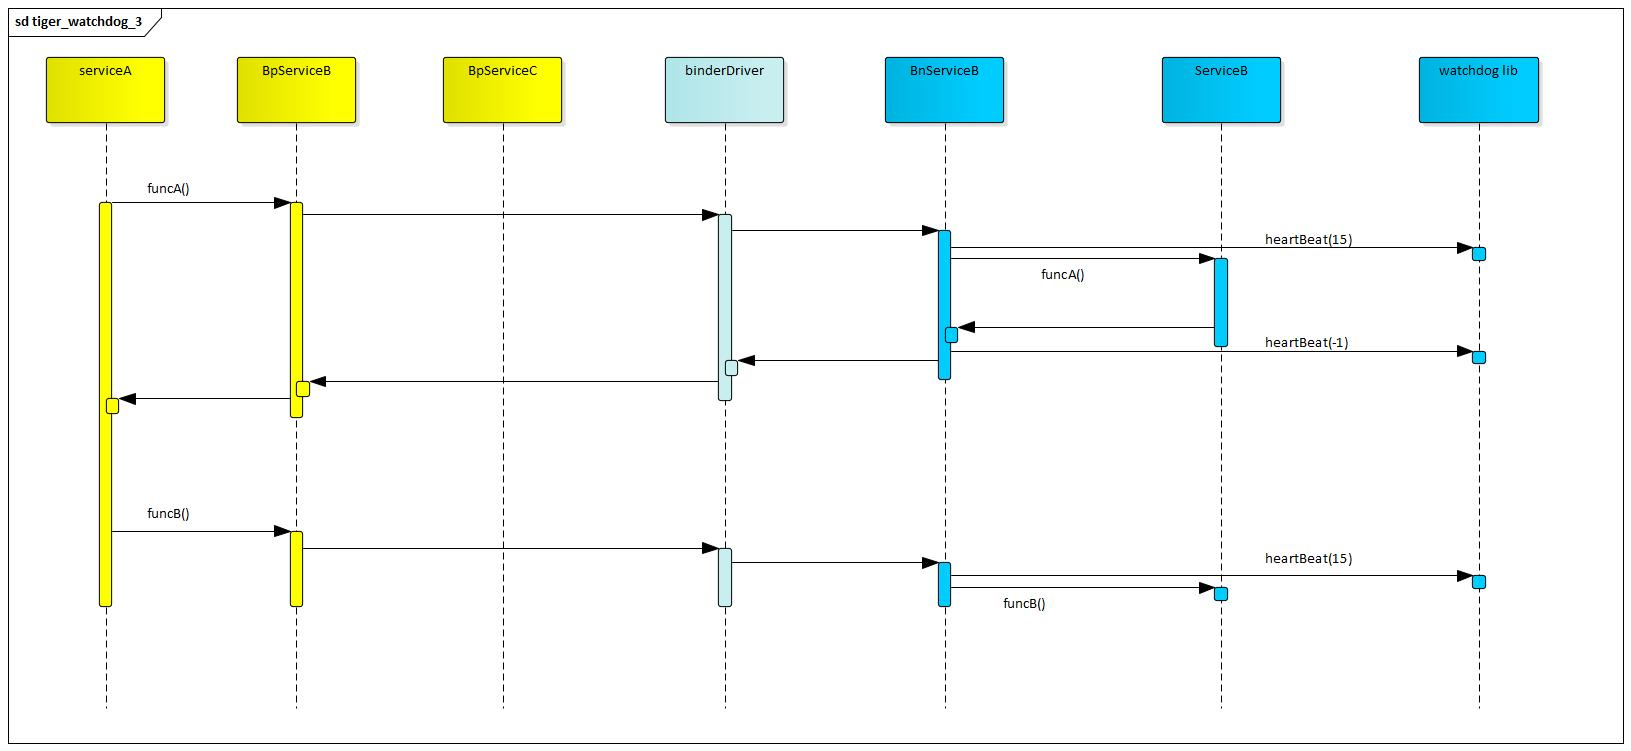 sd tiger_watchdog_3
serviceA
BpServiceB
BpServiceC
binderDriver
BnServiceB
ServiceB
watchdog lib
funcA()
heartBeat(15)
funcA()
heartBeat(-1)
funcB()
heartBeat(15)
funcB()